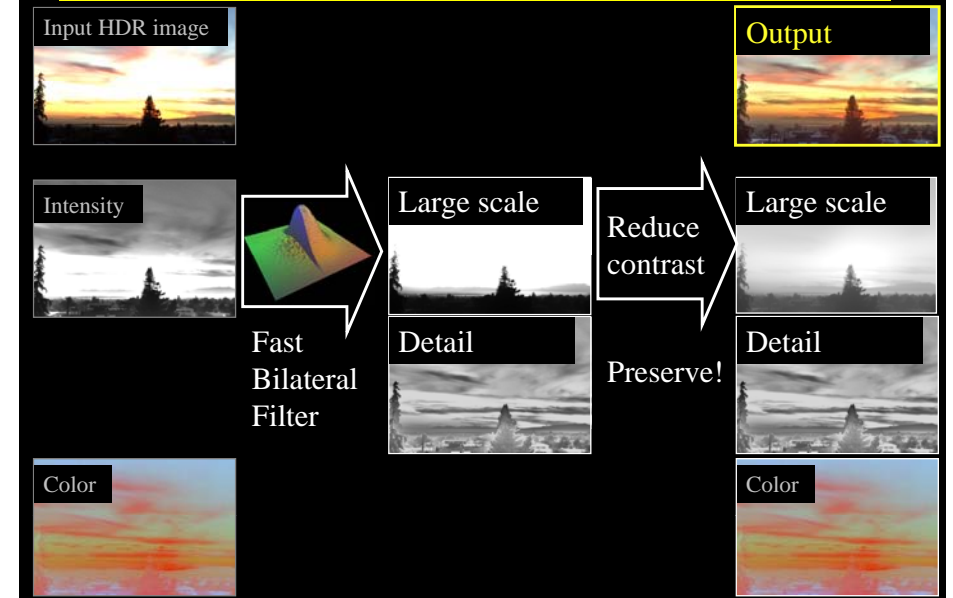 Input HDR image
Output
Intensity
Large scale
Reduce
contrast
Large scale
Fast
Bilateral
Filter
Detail
Preserve!
Detail
Color
Color